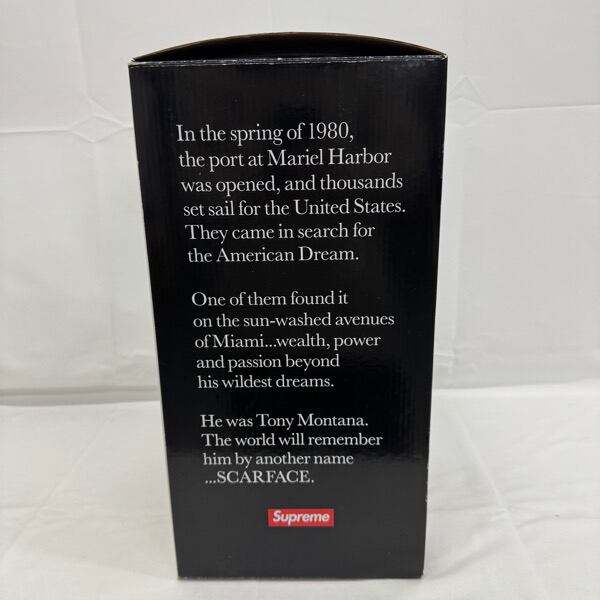 In the spring of 1980,
the port at Mariel Harbor
was opened, and thousands
set sail for the United States.
They came in search for
the American Dream.
One of them found it
on the sun-washed avenues
of Miami...wealth, power
and passion beyond
his wildest dreams.
He was Tony Montana.
The world will remember
him by another name
...SCARFACE.
Supreme